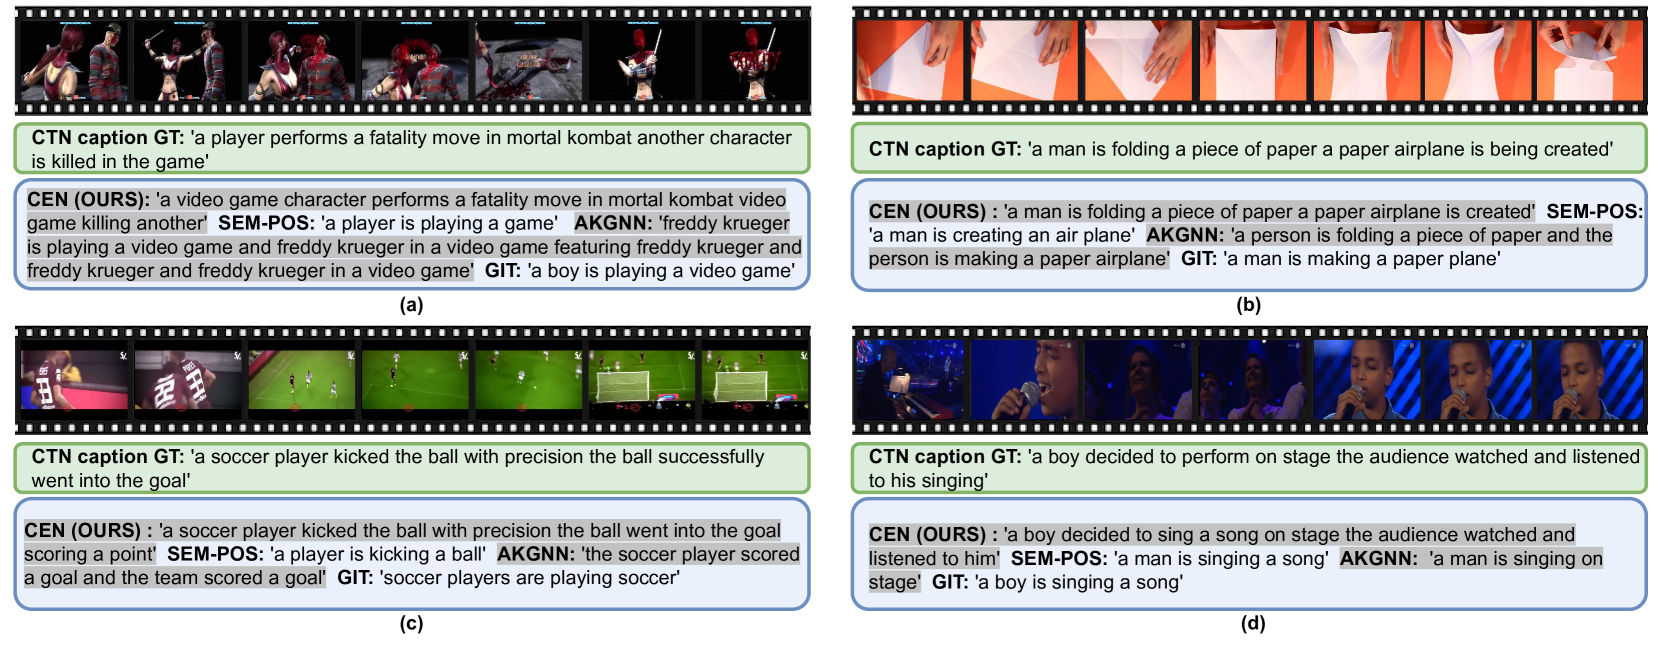 FATALITY
CTN caption GT: 'a player performs a fatality move in mortal kombat another character
is killed in the game'
CEN (OURS): 'a video game character performs a fatality move in mortal kombat video
game killing another' SEM-POS: 'a player is playing a game' AKGNN: 'freddy krueger
is playing a video game and freddy krueger in a video game featuring freddy krueger and
freddy krueger and freddy krueger in a video game' GIT: 'a boy is playing a video game'
(a)
CTN caption GT: 'a man is folding a piece of paper a paper airplane is being created'
CEN (OURS) : 'a man is folding a piece of paper a paper airplane is created' SEM-POS:
'a man is creating an air plane' AKGNN: 'a person is folding a piece of paper and the
person is making a paper airplane' GIT: 'a man is making a paper plane'
(b)
CTN caption GT: 'a soccer player kicked the ball with precision the ball successfully
went into the goal'
CEN (OURS) : 'a soccer player kicked the ball with precision the ball went into the goal
scoring a point' SEM-POS: 'a player is kicking a ball' AKGNN: 'the soccer player scored
a goal and the team scored a goal' GIT: 'soccer players are playing soccer'
(c)
CTN caption GT: 'a boy decided to perform on stage the audience watched and listened
to his singing'
CEN (OURS) : 'a boy decided to sing a song on stage the audience watched and
listened to him' SEM-POS: 'a man is singing a song' AKGNN: 'a man is singing on
stage' GIT: 'a boy is singing a song'
(d)